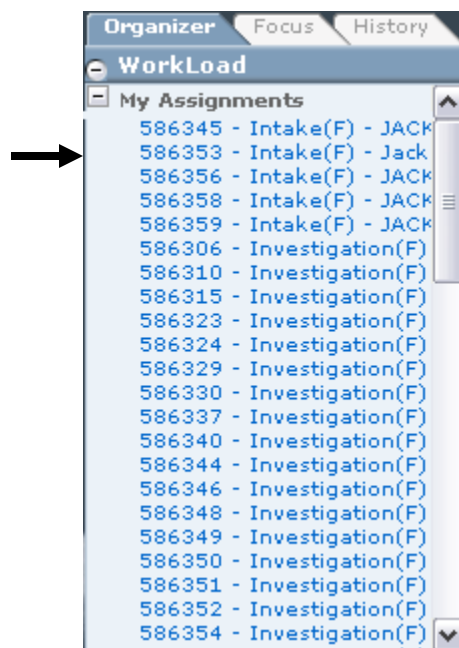 Organizer Focus History
WorkLoad
My Assignments
586345 - Intake(F) - JACK
586353 - Intake(F) - Jack
586356 - Intake(F) - JACK
586358 - Intake(F) - JACK
586359 - Intake(F) - JACK
586306 - Investigation(F)
586310 - Investigation(F)
586315 - Investigation(F)
586323 - Investigation(F)
586324 - Investigation(F)
586329 - Investigation(F)
586330 - Investigation(F)
586337 - Investigation(F)
586340 - Investigation(F)
586344 - Investigation(F)
586346 - Investigation(F)
586348 - Investigation(F)
586349 - Investigation(F)
586350 - Investigation(F)
586351 - Investigation(F)
586352 - Investigation(F)
586354 - Investigation(F)